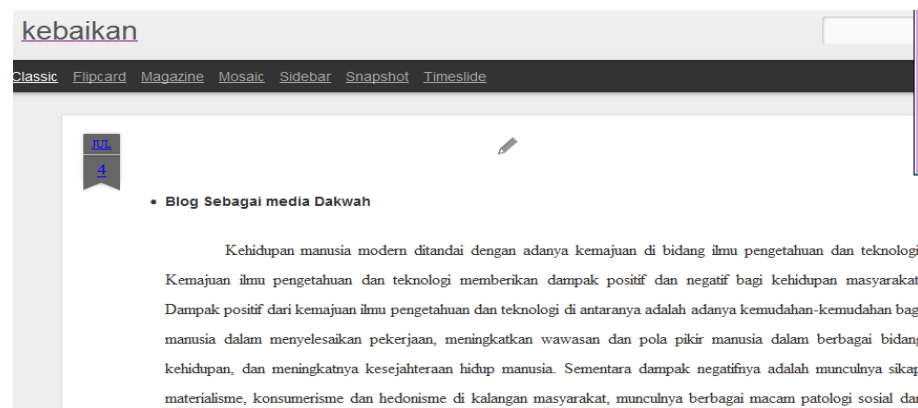 kebaikan
Classic Flipcard Magazine Mosaic Sidebar Snapshot Timeslide
JUL
4
• Blog Sebagai media Dakwah
Kehidupan manusia modern ditandai dengan adanya kemajuan di bidang ilmu pengetahuan dan teknologi
Kemajuan ilmu pengetahuan dan teknologi memberikan dampak positif dan negatif bagi kehidupan masyarakat
Dampak positif dari kemajuan ilmu pengetahuan dan teknologi di antaranya adalah adanya kemudahan-kemudahan bag
manusia dalam menyelesaikan pekerjaan, meningkatkan wawasan dan pola pikir manusia dalam berbagai bidang
kehidupan, dan meningkatnya kesejahteraan hidup manusia. Sementara dampak negatifnya adalah munculnya sikap
materialisme, konsumerisme dan hedonisme di kalangan masyarakat, munculnya berbagai macam patologi sosial dan